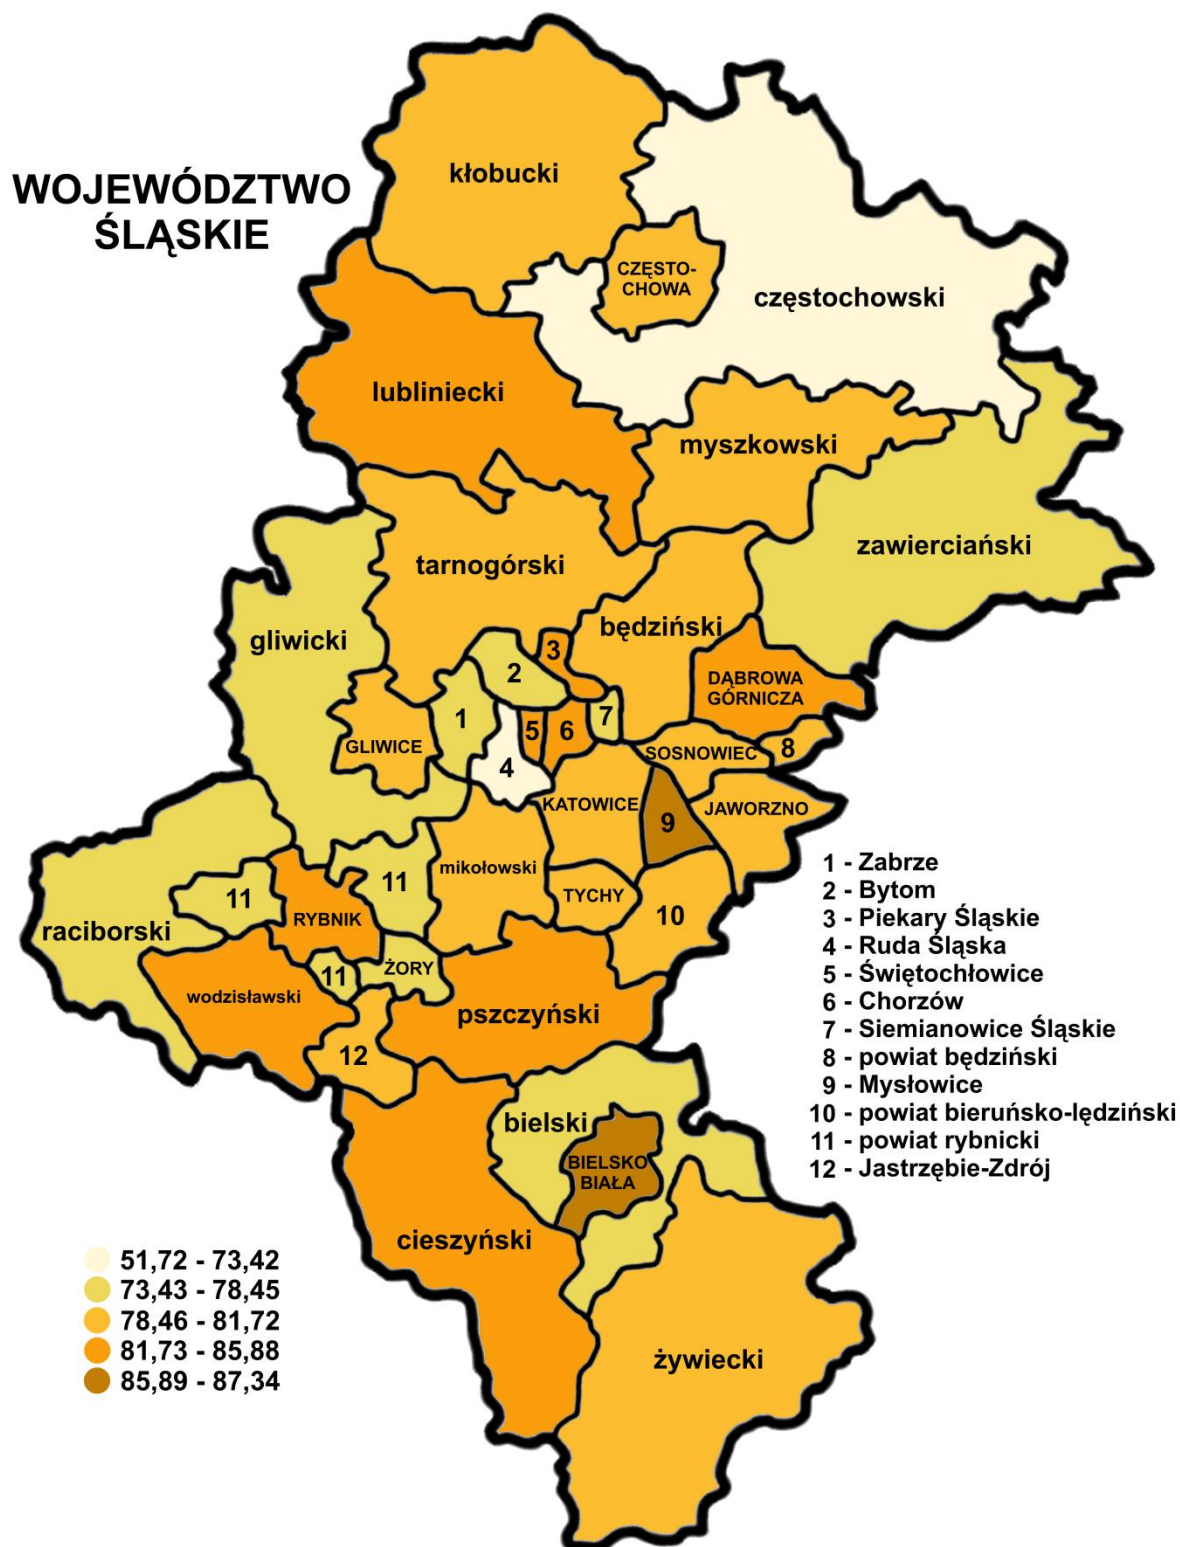 WOJEWÓDZTWO
ŚLĄSKIE
kłobucki
CZĘSTO-
CHOWA
częstochowski
lubliniecki
myszkowski
zawierciański
tarnogórski
będziński
gliwicki
3
2
DĄBROWA
GÓRNICZA
1
7
5
6
GLIWICE
4
SOSNOWIEC
8
KATOWICE
9
JAWORZNO
mikołowski
11
11
TYCHY
10
RYBNIK
raciborski
11
ŻORY
wodzisławski
pszczyński
12
bielski
BIELSKO
BIAŁA
cieszyński
żywiecki
1 - Zabrze
2 - Bytom
3 - Piekary Śląskie
4 - Ruda Śląska
5 - Świętochłowice
6 - Chorzów
7 - Siemianowice Śląskie
8 - powiat będziński
9 - Mysłowice
10 - powiat bieruńsko-lędziński
11 - powiat rybnicki
12 - Jastrzębie-Zdrój
51,72 - 73,42
73,43 - 78,45
78,46 - 81,72
81,73 - 85,88
85,89 - 87,34